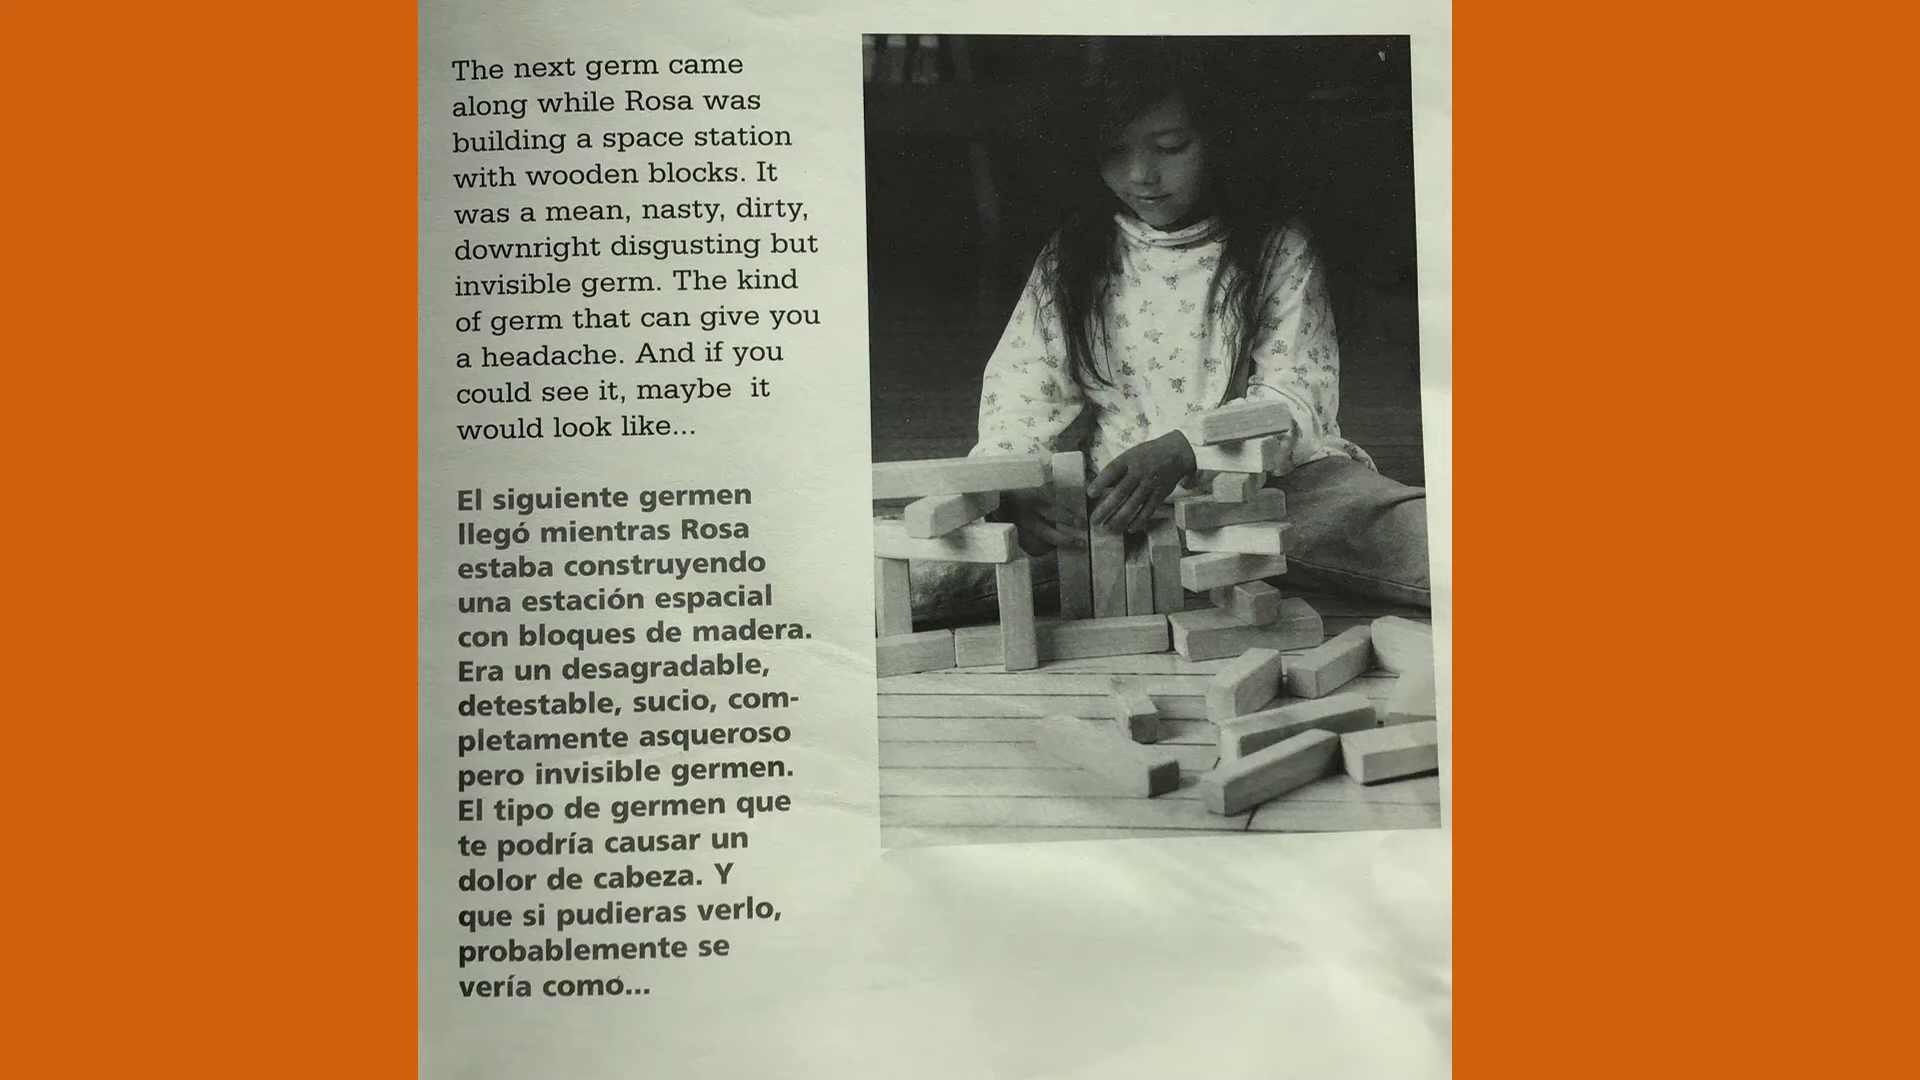 The next germ came
along while Rosa was
building a space station
with wooden blocks. It
was a mean, nasty, dirty,
downright disgusting but
invisible germ. The kind
of germ that can give you
a headache. And if you
could see it, maybe it
would look like...
El siguiente germen
llegó mientras Rosa
estaba construyendo
una estación espacial
con bloques de madera.
Era un desagradable,
detestable, sucio, com-
pletamente asqueroso
pero invisible germen.
El tipo de germen que
te podría causar un
dolor de cabeza. Y
que si pudieras verlo,
probablemente se
vería como...